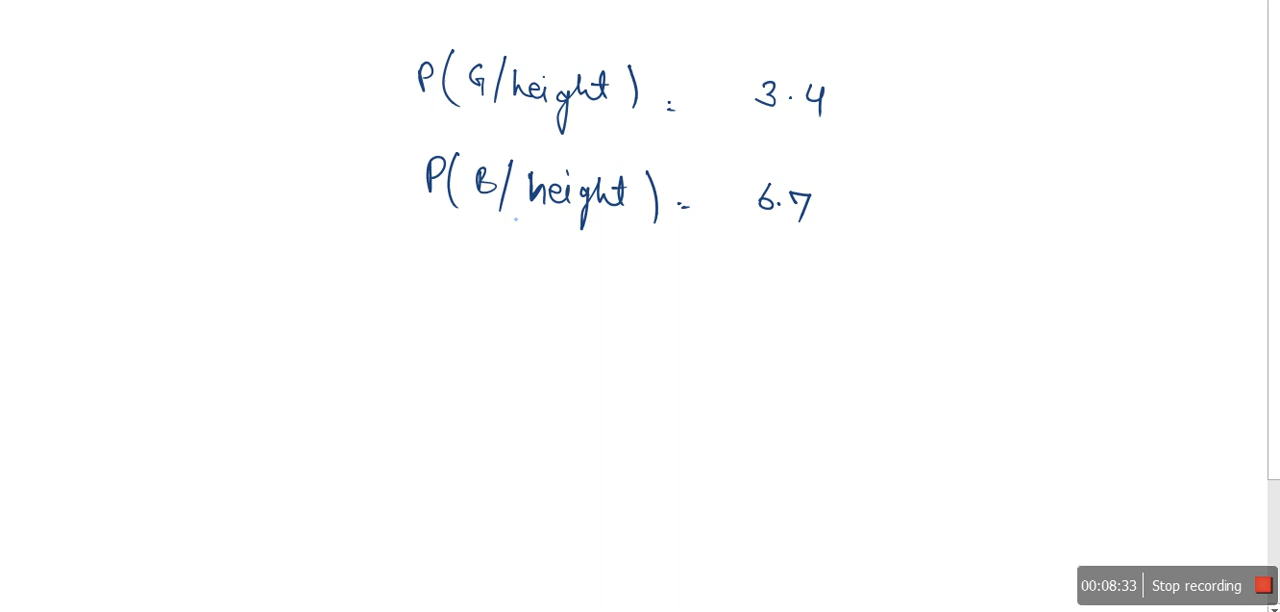 P(G/height) = 3.4
P(B/height) = 6.7
00:08:33 Stop recording